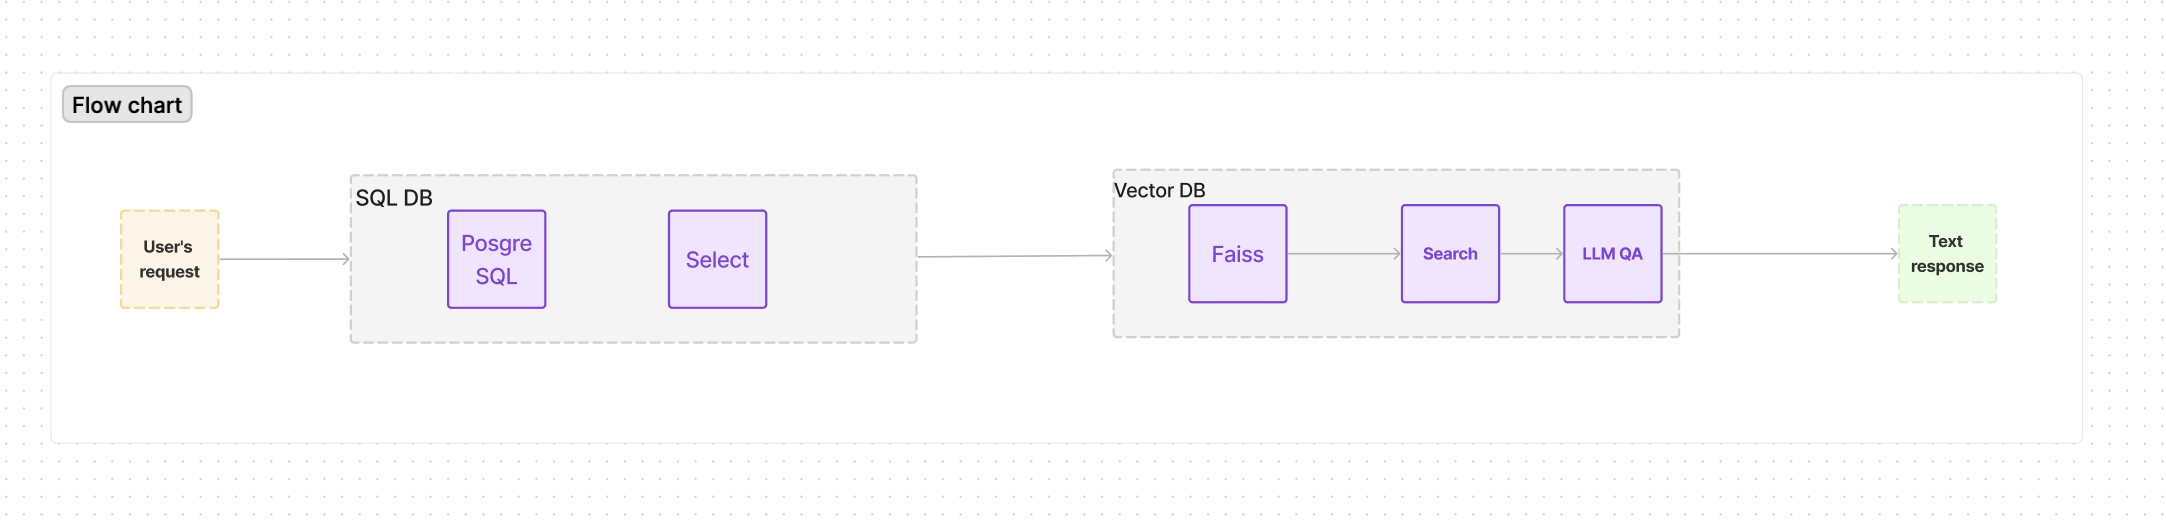 Flow chart
User's
request
SQL DB
Posgre
SQL
Select
Vector DB
Faiss
Search
LLM QA
Text
response